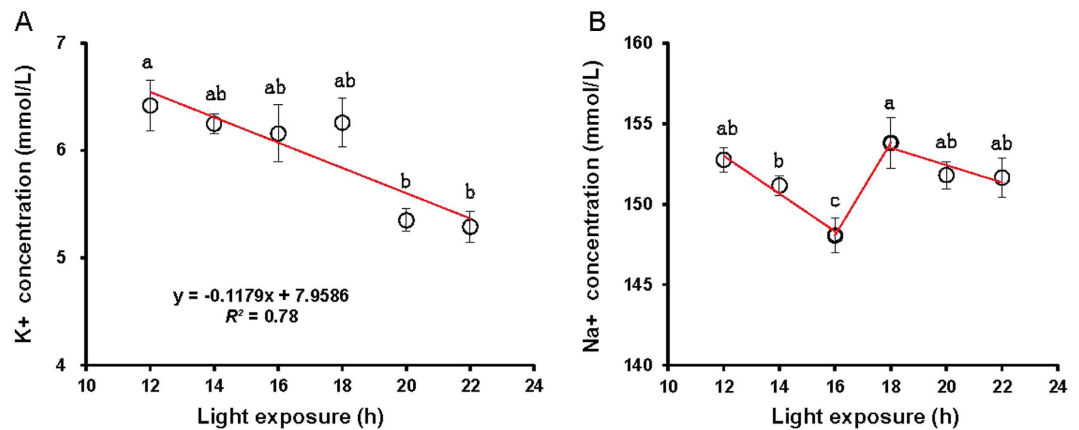 A
K+ concentration (mmol/L)
7
6
5
4
a
ab
ab
ab
b
b
y = -0.1179x + 7.9586
R² = 0.78
10 12 14 16 18 20 22 24
Light exposure (h)
B
Na+ concentration (mmol/L)
160
155
150
145
140
ab
b
c
a
ab
ab
10 12 14 16 18 20 22 24
Light exposure (h)